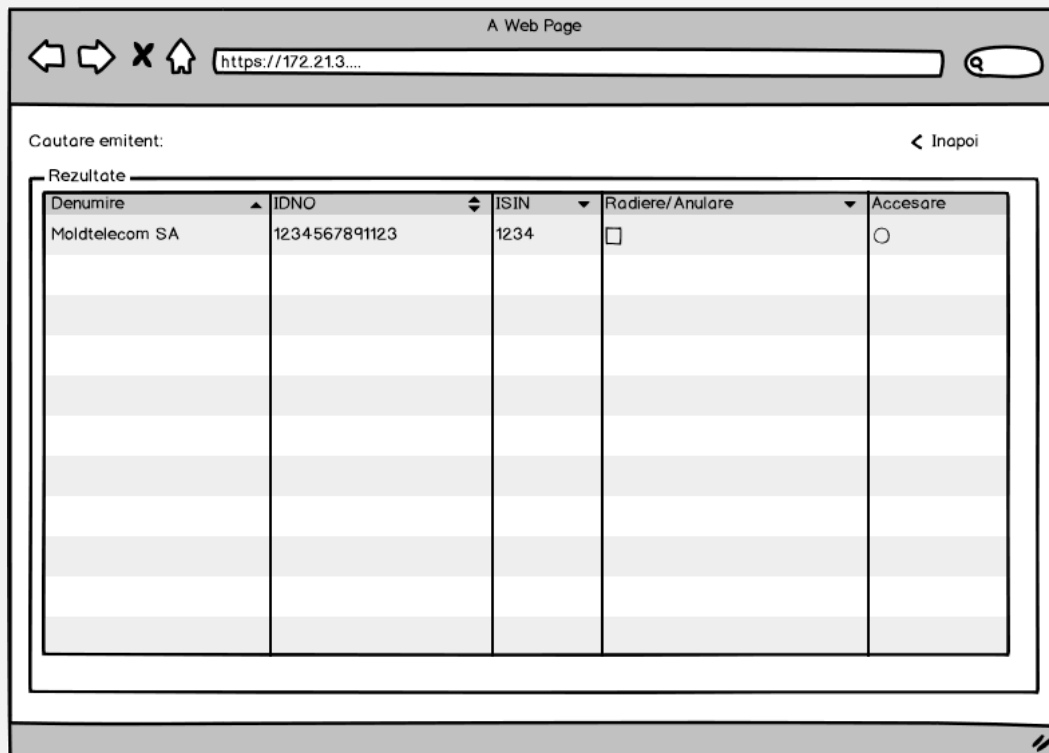 A Web Page
https://172.21.3....
Cautare emitent:
< Inapoi
Rezultate
Denumire IDNO ISIN Radiere/Anulare Accesare
Moldtelecom SA 1234567891123 1234